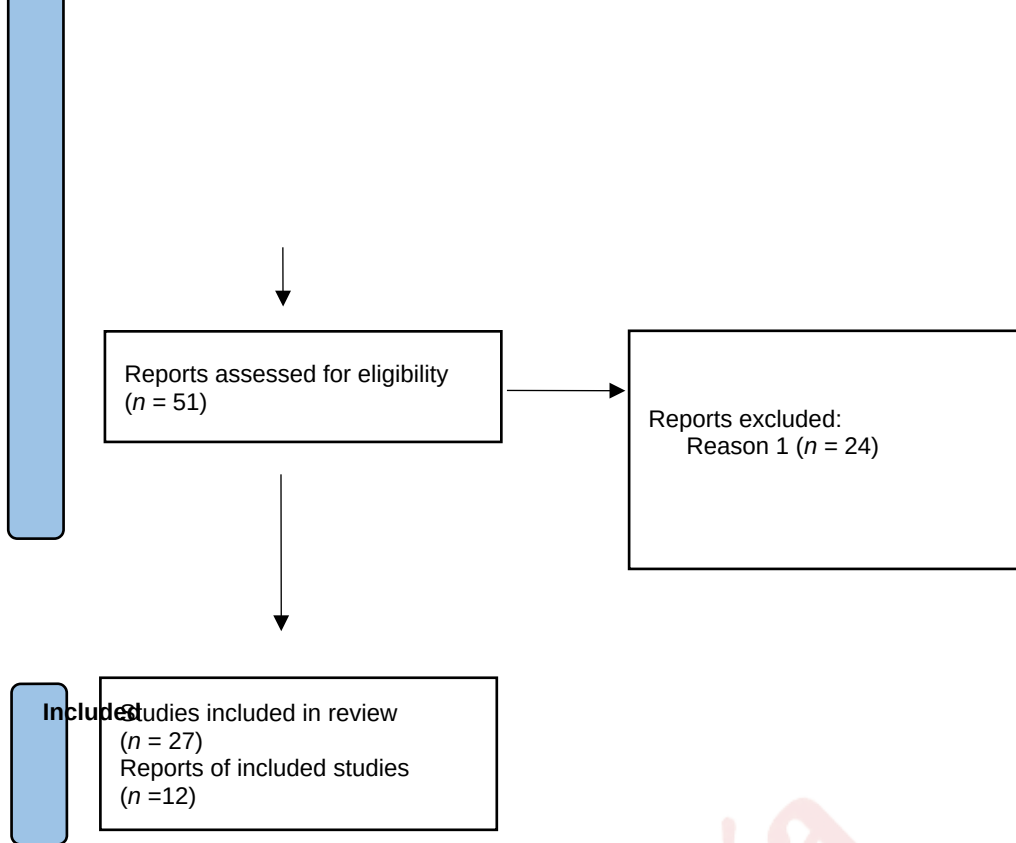 Reports assessed for eligibility
(n = 51)
Reports excluded:
Reason 1 (n = 24)
Included
Studies included in review
(n = 27)
Reports of included studies
(n =12)